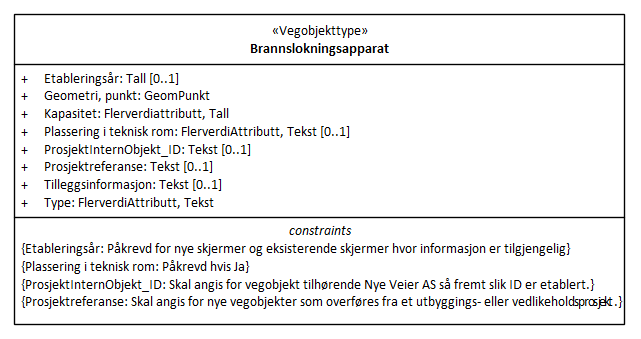 «Vegobjekttype»
Brannslokningsapparat
+ Etableringsår: Tall [0..1]
+ Geometri, punkt: GeomPunkt
+ Kapasitet: Flerverdiattributt, Tall
+ Plassering i teknisk rom: FlerverdiAttributt, Tekst [0..1]
+ ProsjektInternObjekt_ID: Tekst [0..1]
+ Prosjektreferanse: Tekst [0..1]
+ Tilleggsinformasjon: Tekst [0..1]
+ Type: FlerverdiAttributt, Tekst
constraints
{Etableringsår: Påkrevd for nye skjermer og eksisterende skjermer hvor informasjon er tilgjengelig}
{Plassering i teknisk rom: Påkrevd hvis Ja}
{ProsjektInternObjekt_ID: Skal angis for vegobjekt tilhørende Nye Veier AS så fremt slik ID er etablert.}
{Prosjektreferanse: Skal angis for nye vegobjekter som overføres fra et utbyggings- eller vedlikeholdsprosjekt.}